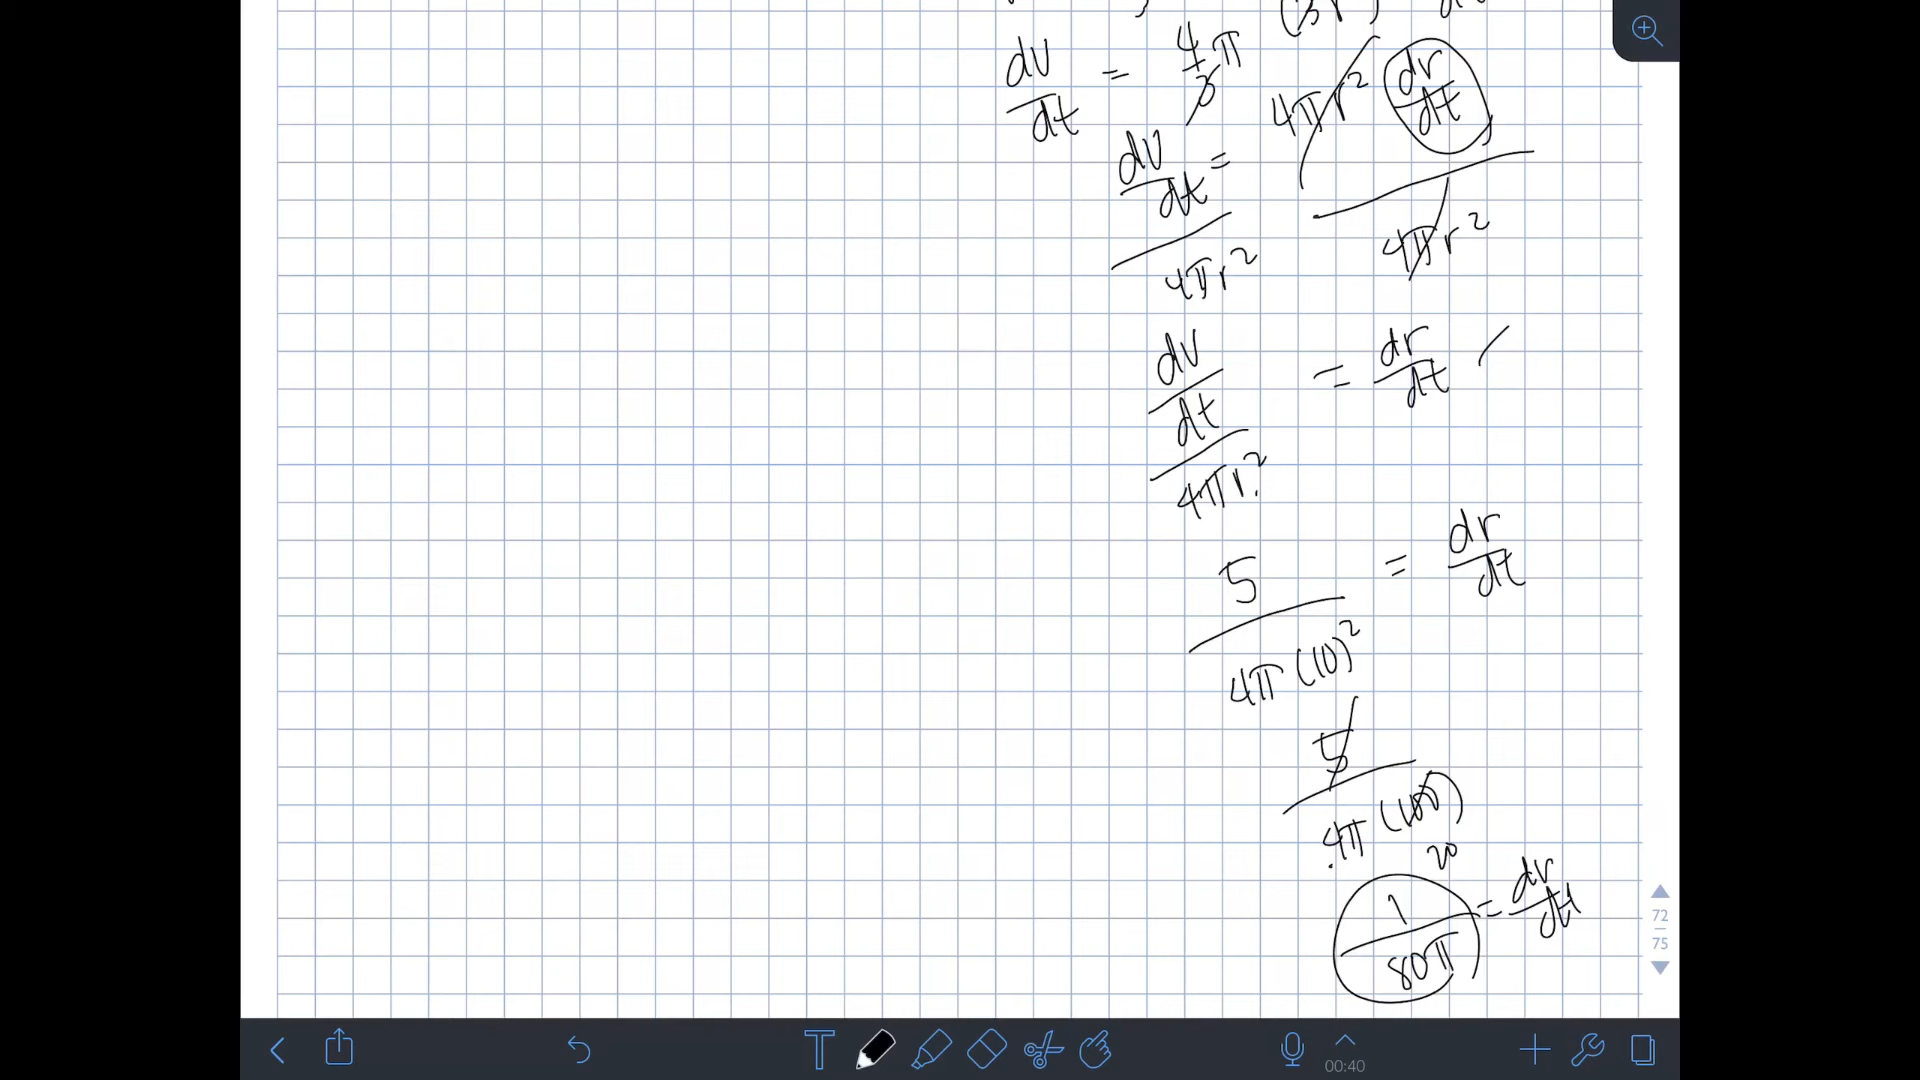 dV/dt = 4/3 π (3r²)
dV/dt = 4πr² dr/dt
4πr² 4πr²
dV/dt / 4πr² = dr/dt
5 / 4π(10)² = dr/dt
5 / 4π(100)
20
1 / 80π = dr/dt
72
75
00:40